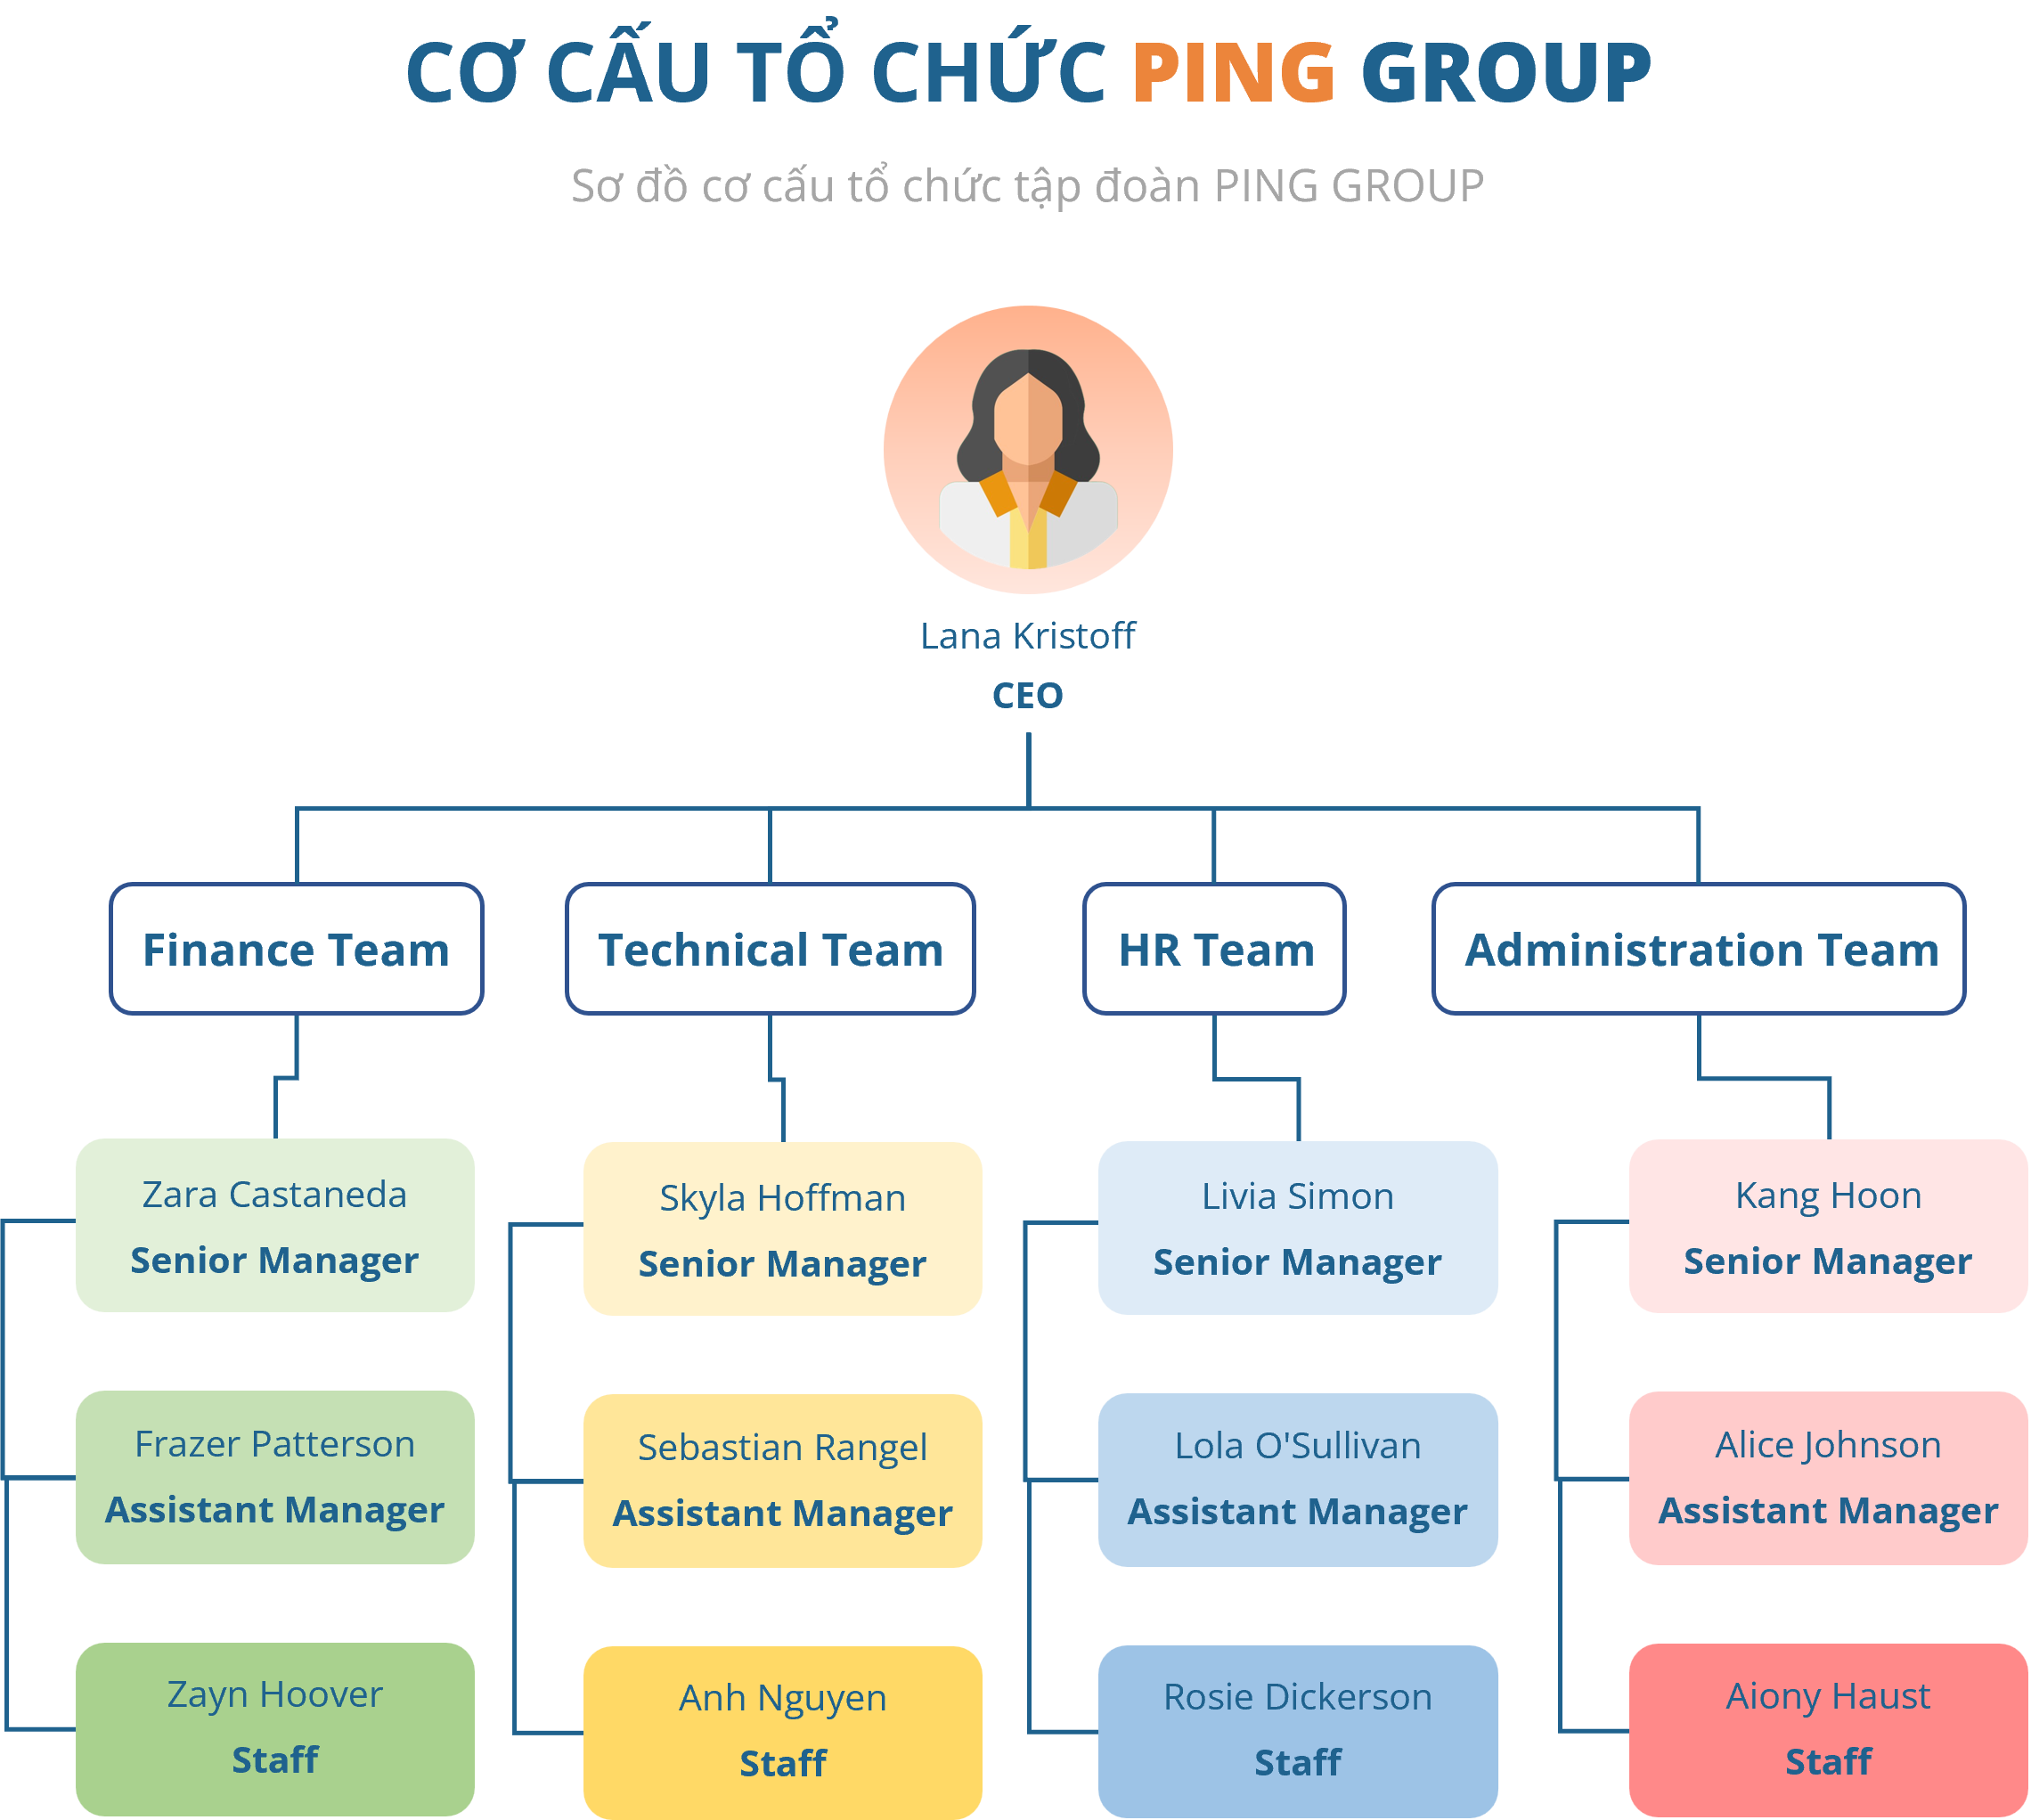 CƠ CẤU TỔ CHỨC PING GROUP
Sơ đồ cơ cấu tổ chức tập đoàn PING GROUP
Lana Kristoff
CEO
Finance Team
Technical Team
HR Team
Administration Team
Zara Castaneda
Senior Manager
Skyla Hoffman
Senior Manager
Livia Simon
Senior Manager
Kang Hoon
Senior Manager
Frazer Patterson
Assistant Manager
Sebastian Rangel
Assistant Manager
Lola O'Sullivan
Assistant Manager
Alice Johnson
Assistant Manager
Zayn Hoover
Staff
Anh Nguyen
Staff
Rosie Dickerson
Staff
Aiony Haust
Staff